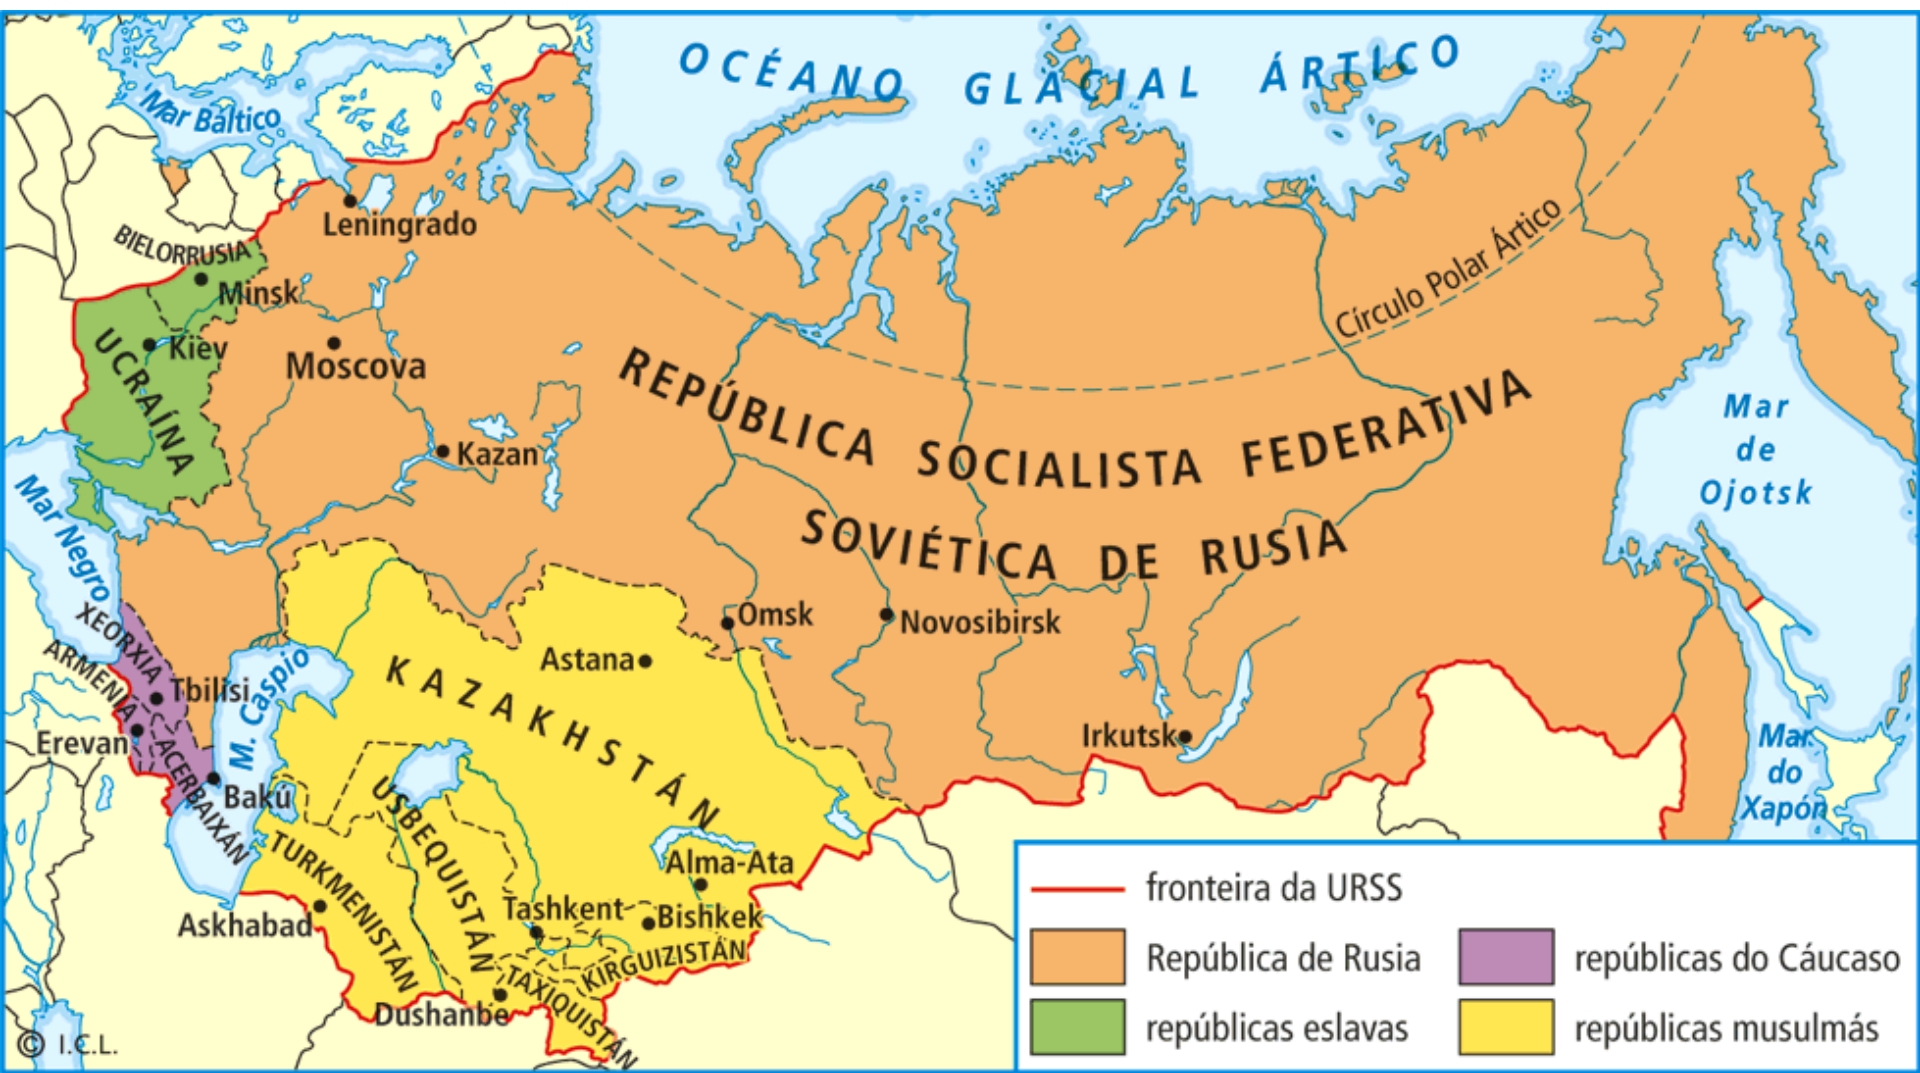 OCÉANO GLACIAL ÁRTICO
Mar Báltico
Leningrado
BIELORRUSIA
Minsk
Círculo Polar Ártico
UCRAÍNA
Kiev
Moscova
REPÚBLICA SOCIALISTA FEDERATIVA
SOVIÉTICA DE RUSIA
Mar
de
Ojotsk
Kazan
Mar Negro
XEORXIA
ARMENIA
Tbilisi
Erevan
ACERBAIXÁN
Bakú
M. Caspio
Omsk
Novosibirsk
Astana
KAZAKHSTÁN
Irkutsk
Mar
do
Xapón
USBEQUISTÁN
TURKMENISTÁN
Alma-Ata
Askhabad
Tashkent
Bishkek
KIRGUIZISTÁN
TAXIQUISTÁN
Dushanbe
fronteira da URSS
República de Rusia
repúblicas do Cáucaso
repúblicas eslavas
repúblicas musulmás
© I.C.L.